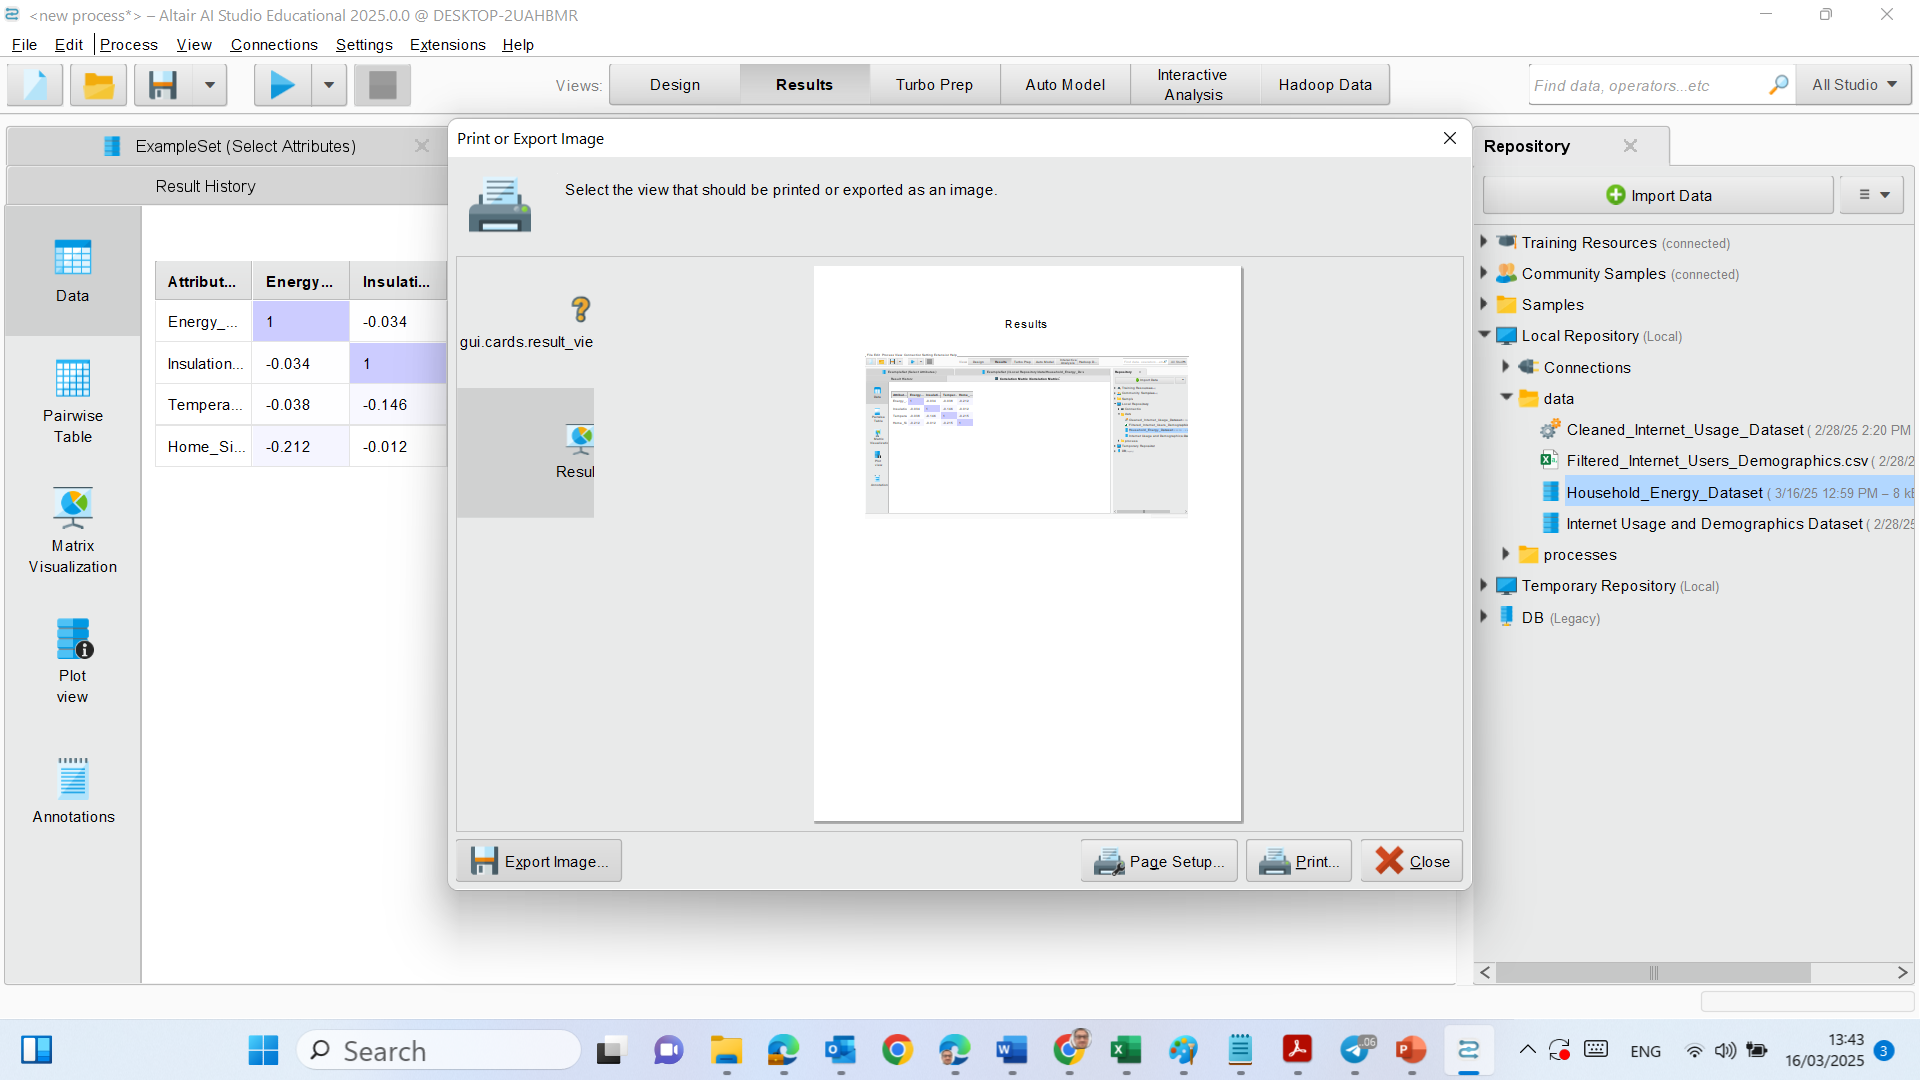 <new process*> – Altair AI Studio Educational 2025.0.0 @ DESKTOP-2UAHBMR
File Edit Process View Connections Settings Extensions Help
Views: Design Results Turbo Prep Auto Model Interactive Analysis Hadoop Data
Find data, operators...etc
All Studio
ExampleSet (Select Attributes)
Result History
Data
Pairwise
Table
Matrix
Visualization
Plot
view
Annotations
Attribut... Energy... Insulati...
Energy_... 1 -0.034
Insulation... -0.034 1
Tempera... -0.038 -0.146
Home_Si... -0.212 -0.012
Print or Export Image
Select the view that should be printed or exported as an image.
gui.cards.result_vie
Resul
Results
Export Image...
Page Setup...
Print...
Close
Repository
Import Data
Training Resources (connected)
Community Samples (connected)
Samples
Local Repository (Local)
Connections
data
Cleaned_Internet_Usage_Dataset ( 2/28/25 2:20 PM
Filtered_Internet_Users_Demographics.csv ( 2/28/2
Household_Energy_Dataset ( 3/16/25 12:59 PM – 8 kB
Internet Usage and Demographics Dataset ( 2/28/25
processes
Temporary Repository (Local)
DB (Legacy)
Search
..06
ENG
13:43
16/03/2025
3